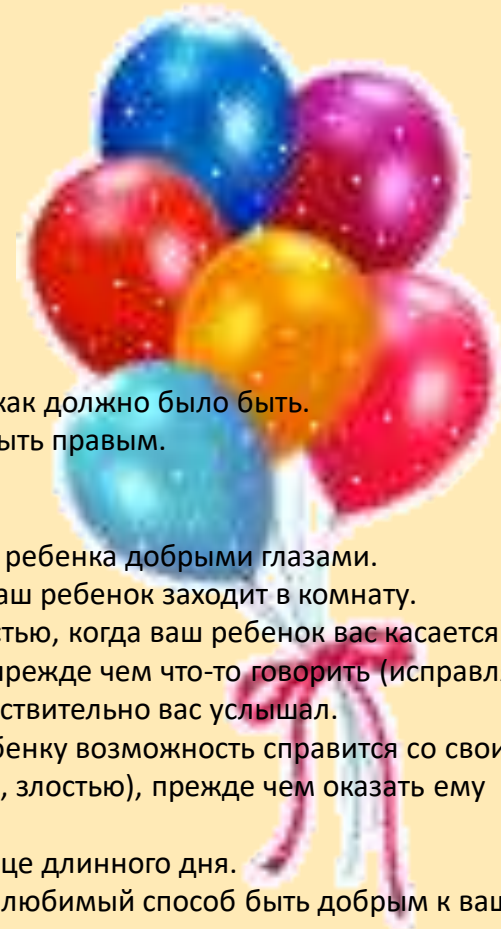 как должно было быть.
ыть правым.
ребенка добрыми глазами.
аш ребенок заходит в комнату.
стью, когда ваш ребенок вас касается
прежде чем что-то говорить (исправл
ствительно вас услышал.
бенку возможность справится со свои
, злостью), прежде чем оказать ему
це длинного дня.
любимый способ быть добрым к ваш